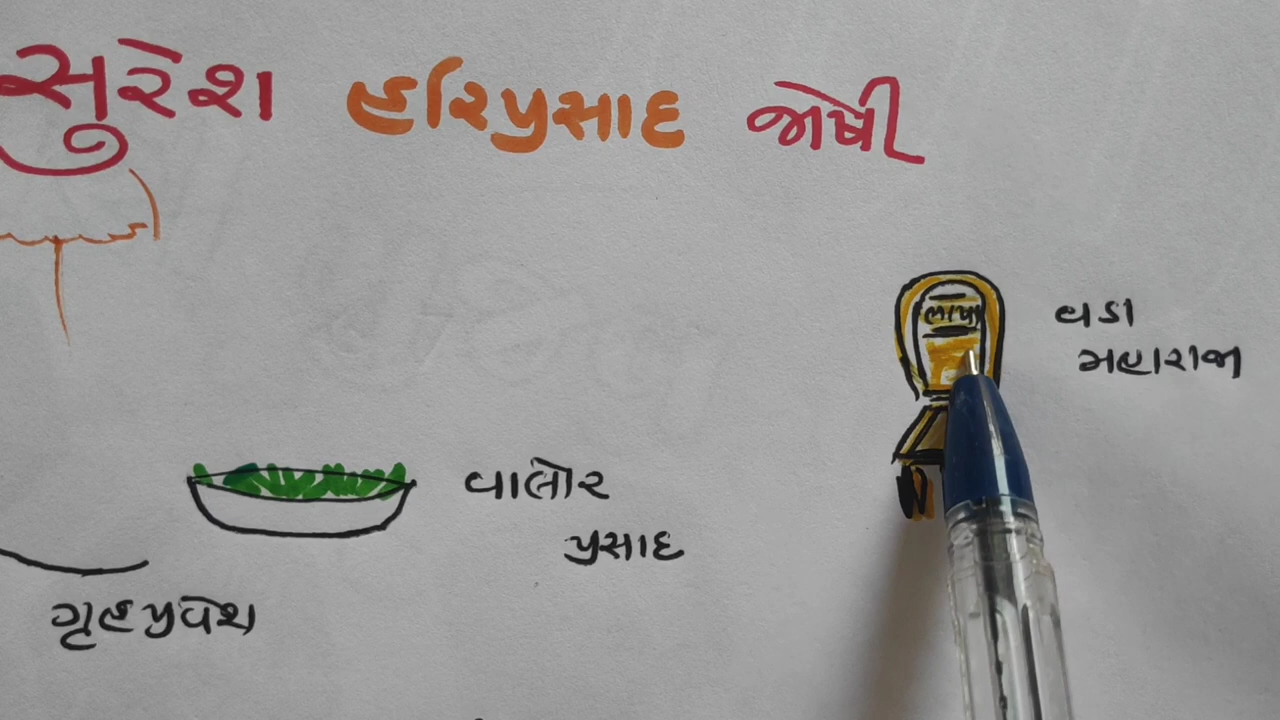 સુરેશ હરિપ્રસાદ જોષી
વડા
મહારાજા
વાલોર
પ્રસાદ
ગૃહપ્રવેશ